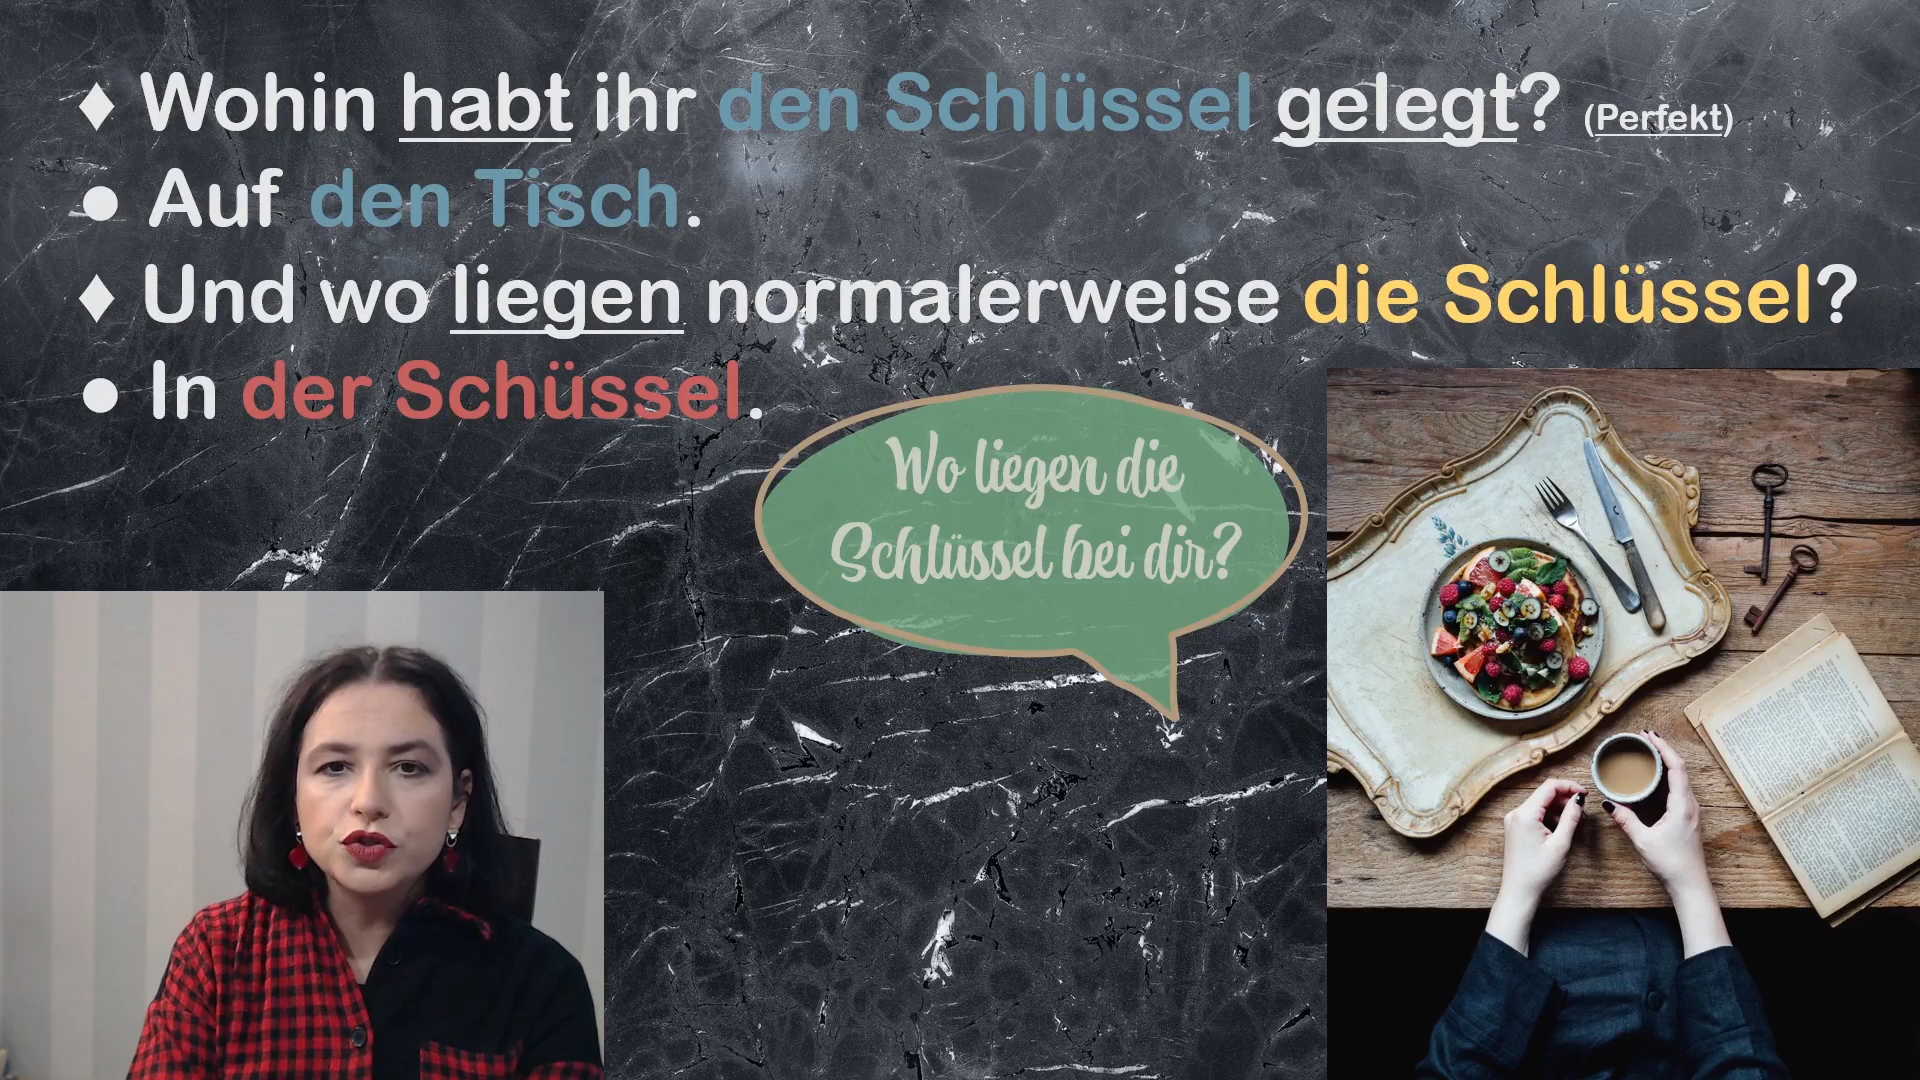 ♦ Wohin habt ihr den Schlüssel gelegt? (Perfekt)
● Auf den Tisch.
♦ Und wo liegen normalerweise die Schlüssel?
● In der Schüssel.
Wo liegen die
Schlüssel bei dir?